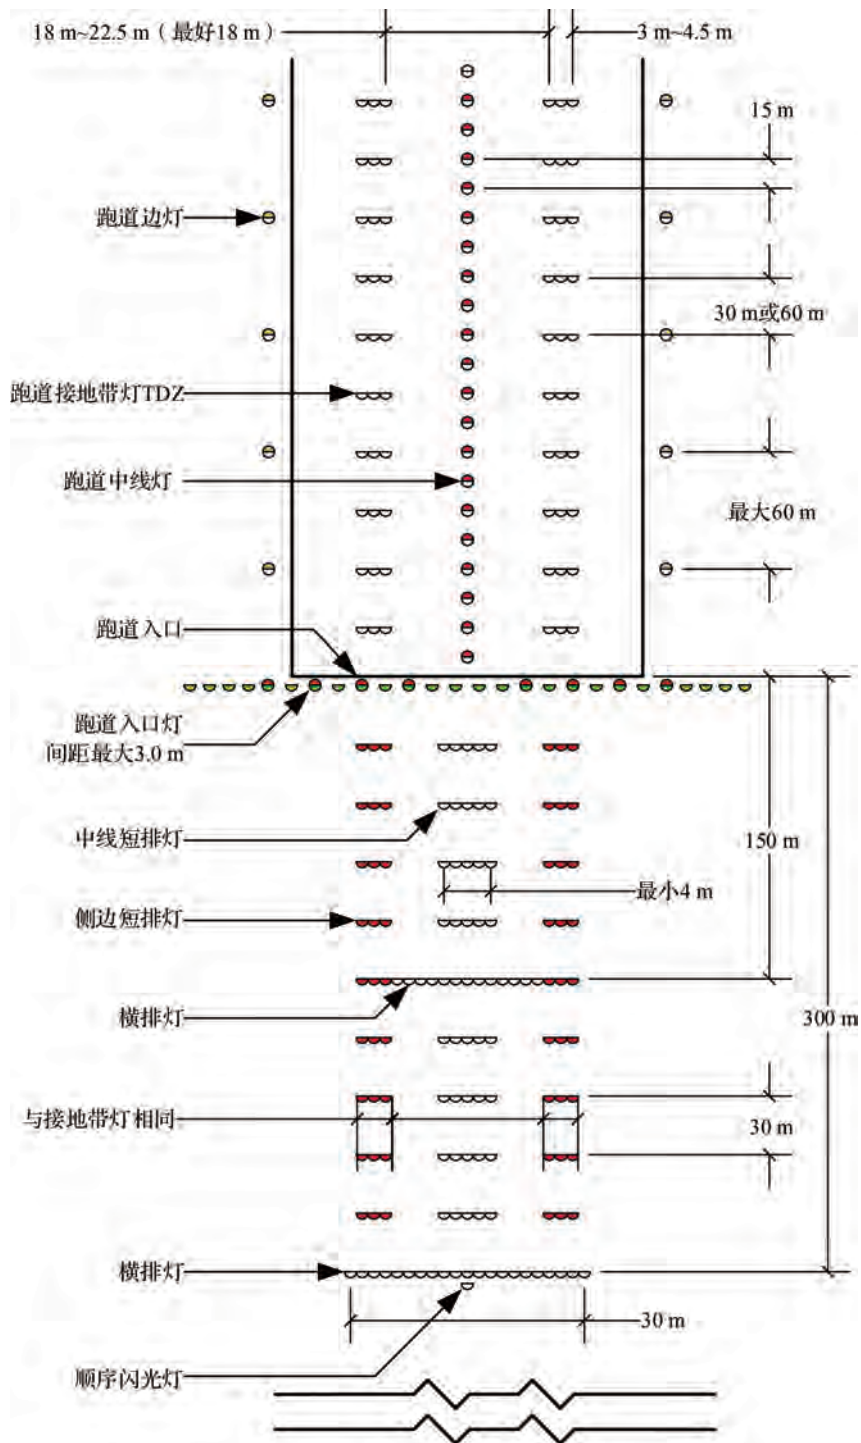 18 m~22.5 m（最好18 m）
3 m~4.5 m
15 m
跑道边灯
30 m或60 m
跑道接地带灯TDZ
跑道中线灯
最大60 m
跑道入口
跑道入口灯
间距最大3.0 m
中线短排灯
150 m
最小4 m
侧边短排灯
横排灯
300 m
与接地带灯相同
30 m
横排灯
30 m
顺序闪光灯